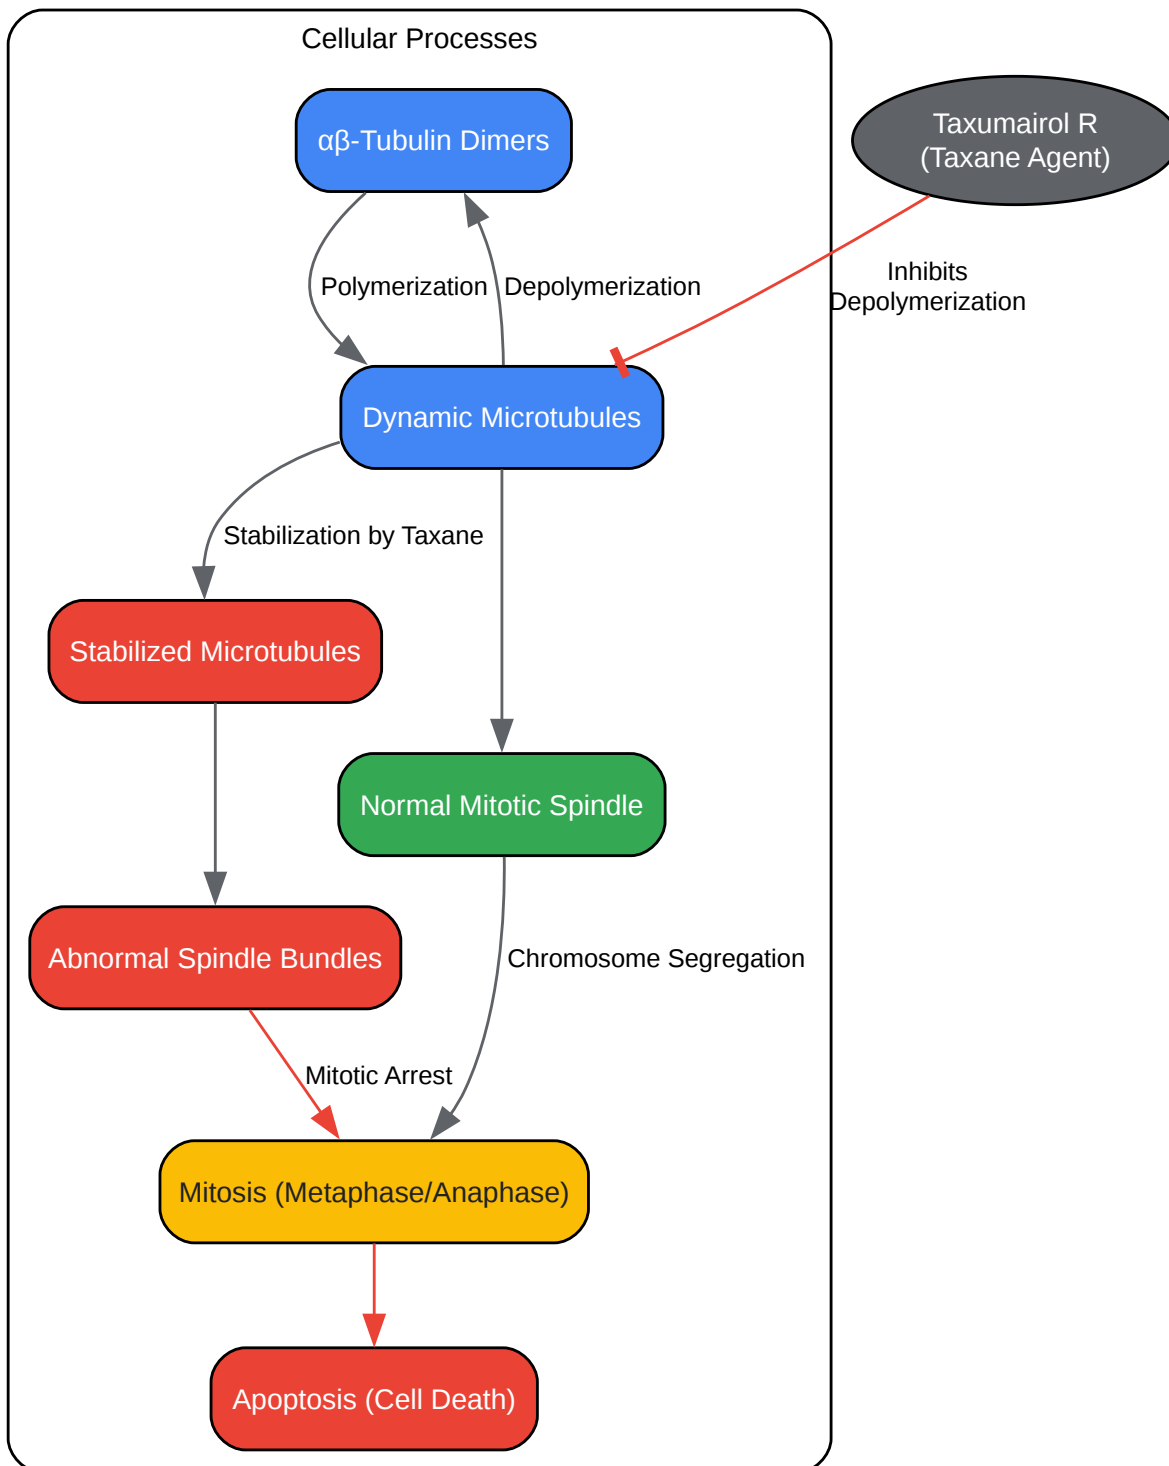 Cellular Processes
αβ-Tubulin Dimers
Taxumairol R
(Taxane Agent)
Polymerization
Depolymerization
Inhibits
Depolymerization
Dynamic Microtubules
Stabilization by Taxane
Stabilized Microtubules
Normal Mitotic Spindle
Abnormal Spindle Bundles
Chromosome Segregation
Mitotic Arrest
Mitosis (Metaphase/Anaphase)
Apoptosis (Cell Death)